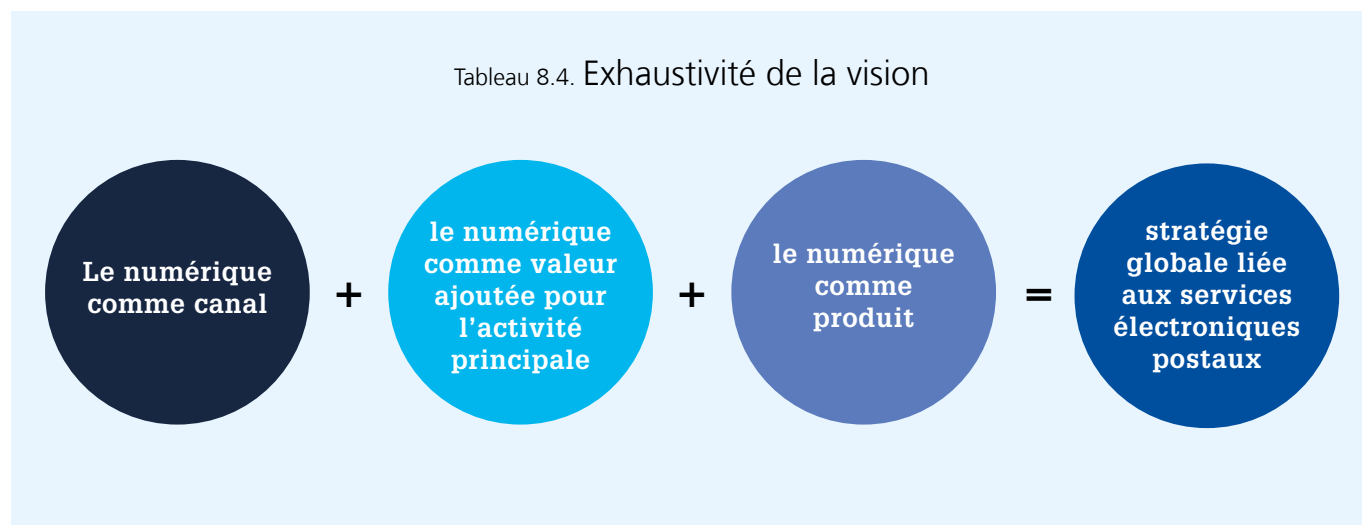 Tableau 8.4. Exhaustivité de la vision
Le numérique
comme canal
+
le numérique
comme valeur
ajoutée pour
l'activité
principale
+
le numérique
comme
produit
=
stratégie
globale liée
aux services
électroniques
postaux